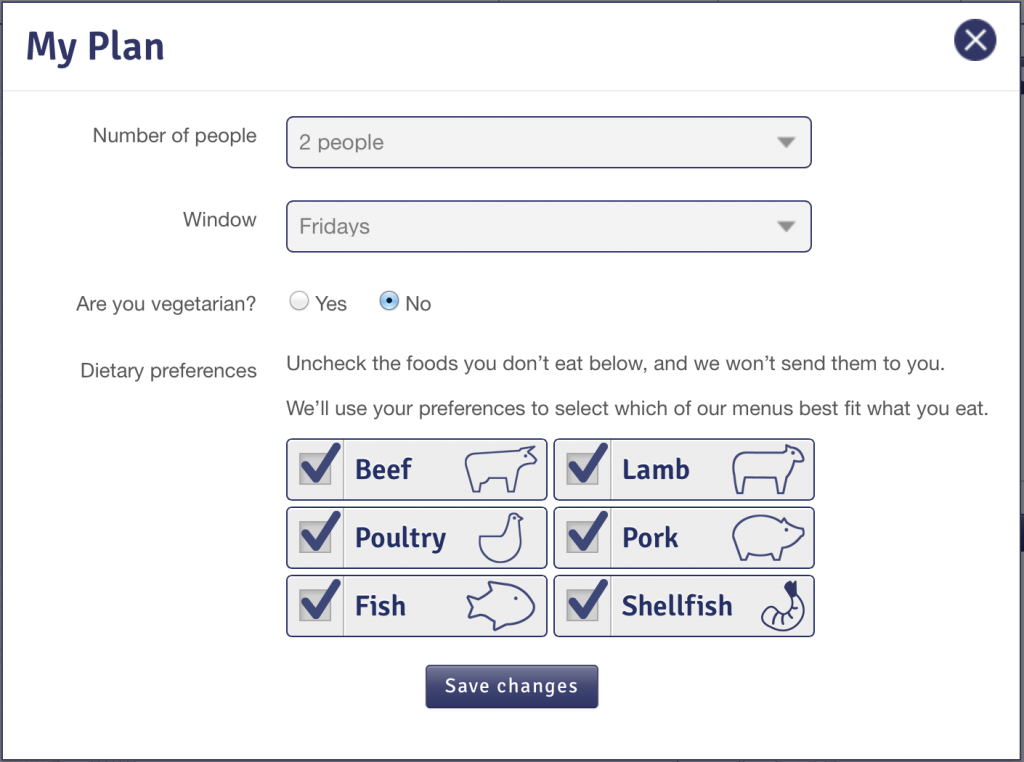 My Plan
Number of people
2 people
Window
Fridays
Are you vegetarian?
Yes
No
Dietary preferences
Uncheck the foods you don’t eat below, and we won’t send them to you.
We’ll use your preferences to select which of our menus best fit what you eat.
Beef
Lamb
Poultry
Pork
Fish
Shellfish
Save changes